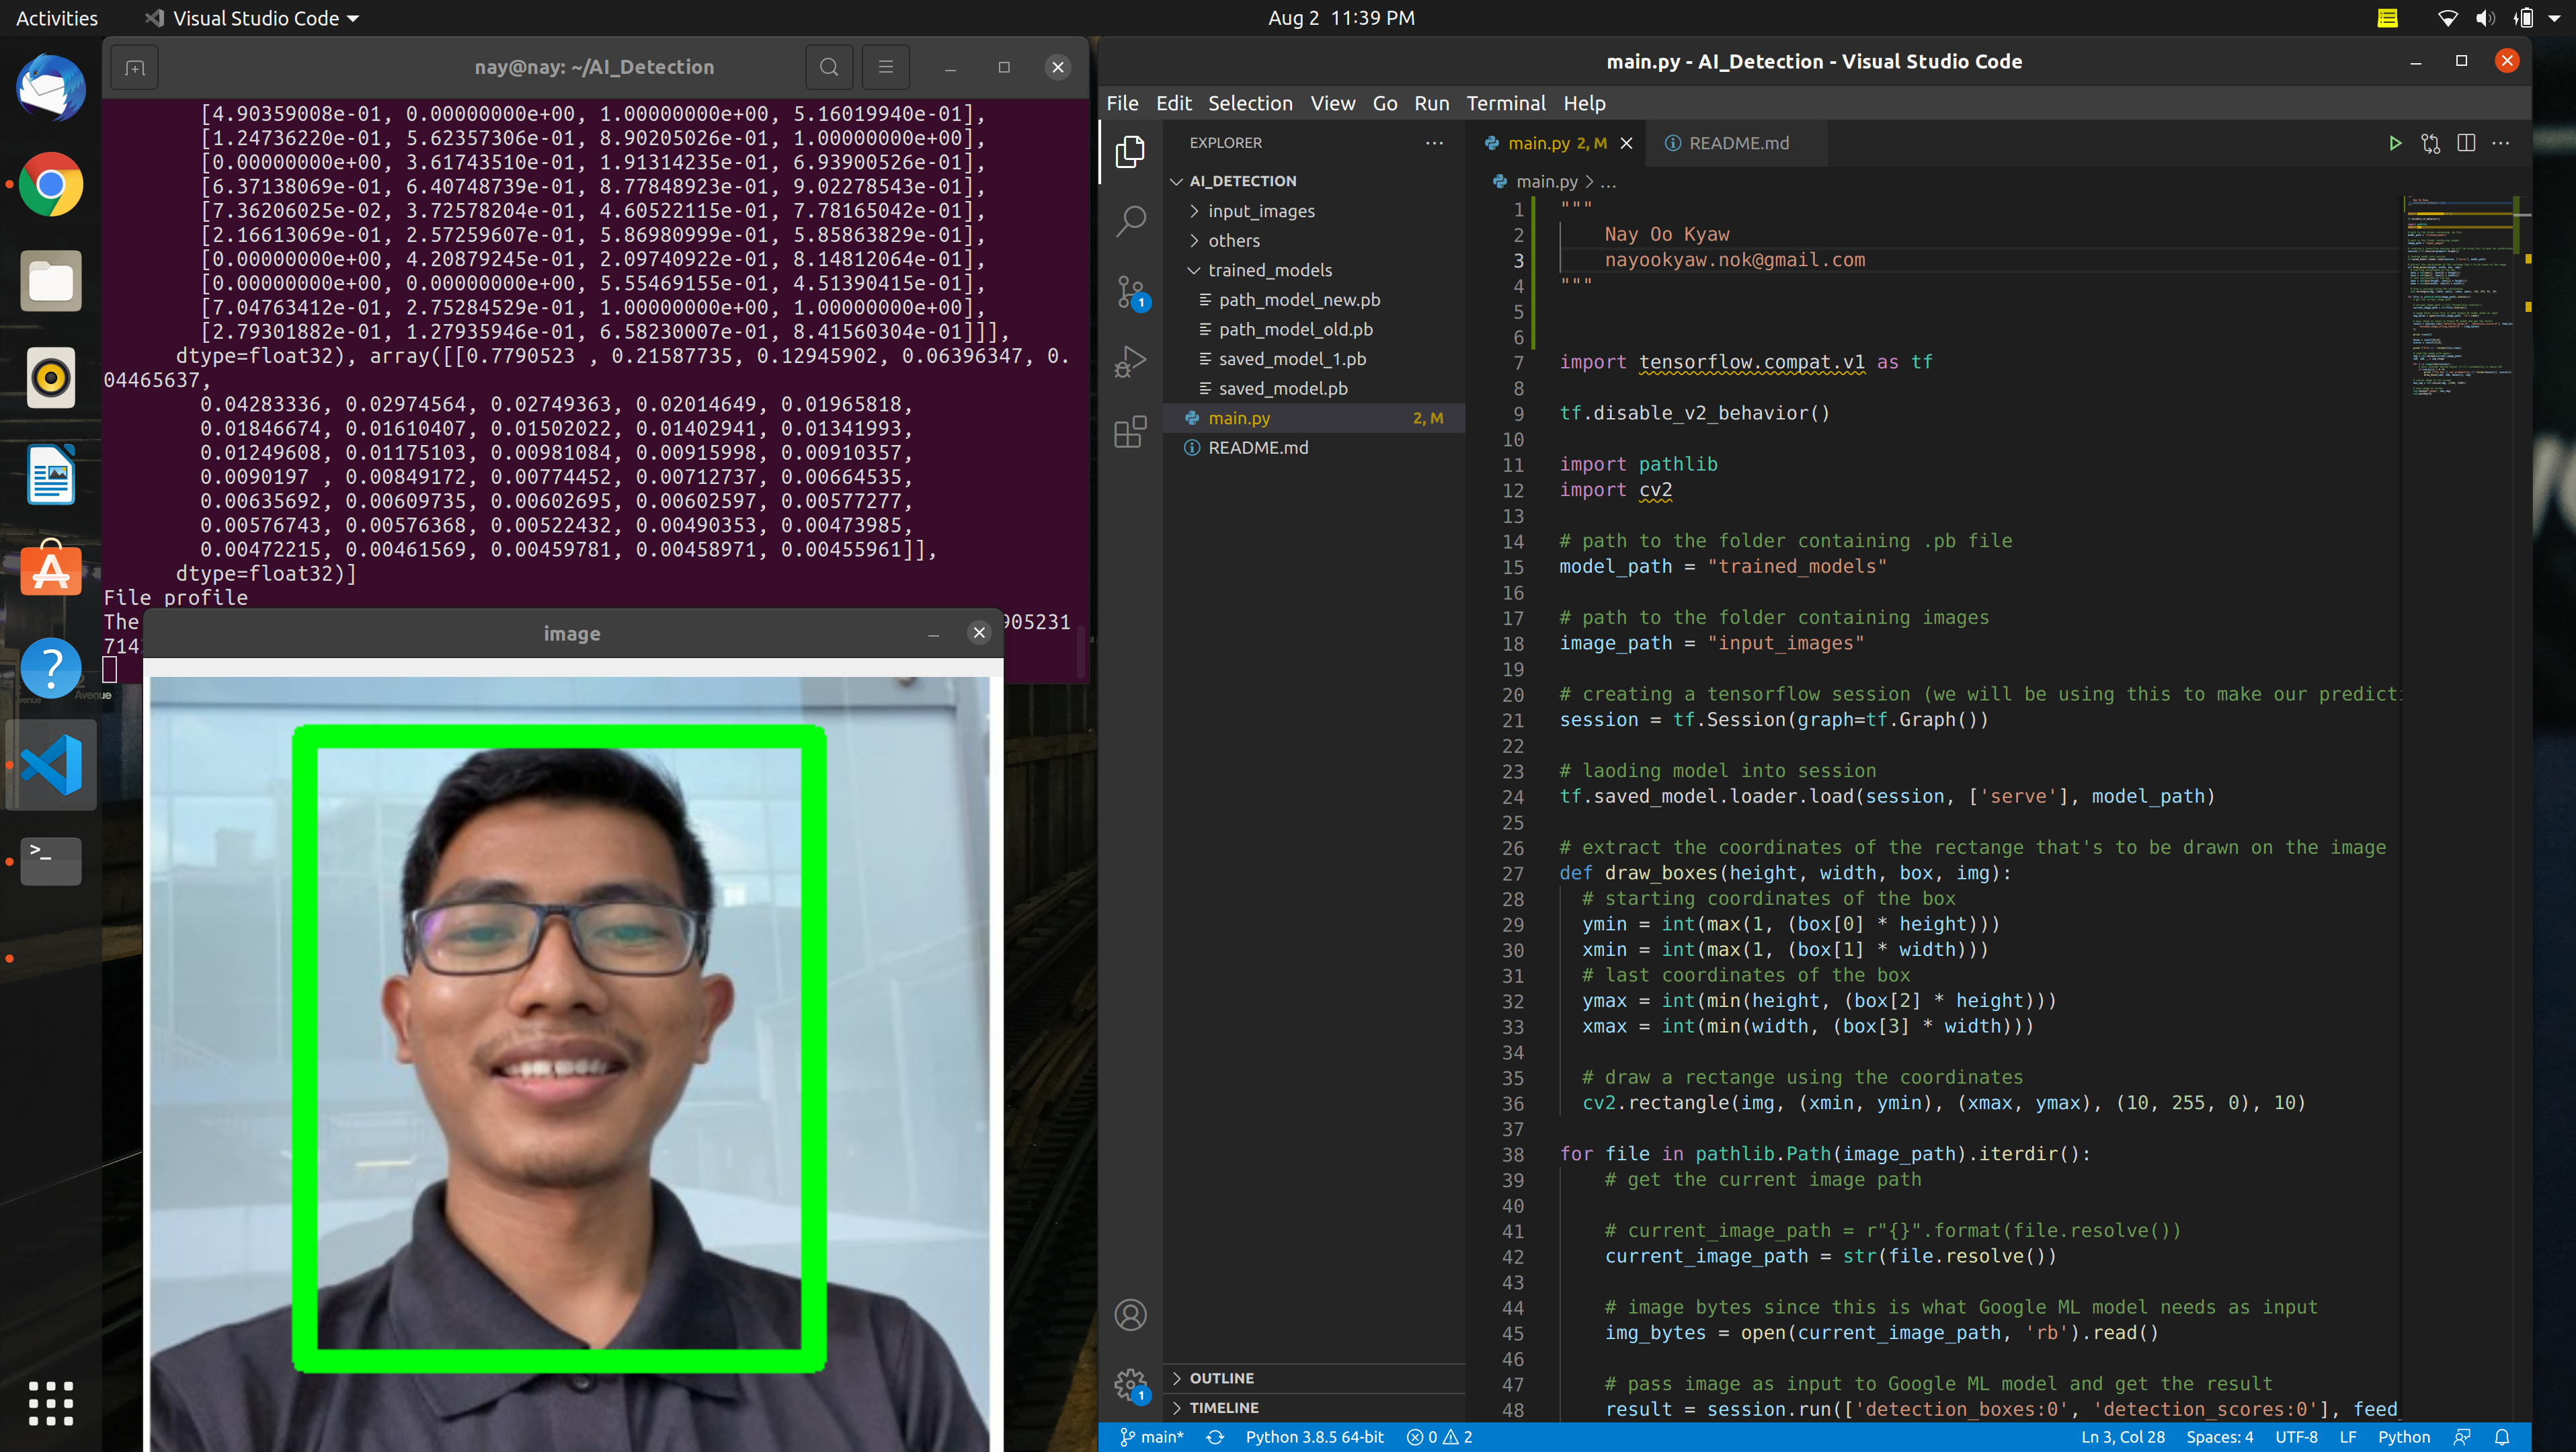 Activities
Visual Studio Code
Aug 2 11:39 PM
nay@nay: ~/AI_Detection
[4.90359008e-01, 0.00000000e+00, 1.00000000e+00, 5.16019940e-01],
[1.24736220e-01, 5.62357306e-01, 8.90205026e-01, 1.00000000e+00],
[0.00000000e+00, 3.61743510e-01, 1.91314235e-01, 6.93900526e-01],
[6.37138069e-01, 6.40748739e-01, 8.77848923e-01, 9.02278543e-01],
[7.36206025e-02, 3.72578204e-01, 4.60522115e-01, 7.78165042e-01],
[2.16613069e-01, 2.57259607e-01, 5.86980999e-01, 5.85863829e-01],
[0.00000000e+00, 4.20879245e-01, 2.09740922e-01, 8.14812064e-01],
[0.00000000e+00, 0.00000000e+00, 5.55469155e-01, 4.51390415e-01],
[7.04763412e-01, 2.75284529e-01, 1.00000000e+00, 1.00000000e+00],
[2.79301882e-01, 1.27935946e-01, 6.58230007e-01, 8.41560304e-01]]],
dtype=float32), array([[0.7790523 , 0.21587735, 0.12945902, 0.06396347, 0.
04465637,
0.04283336, 0.02974564, 0.02749363, 0.02014649, 0.01965818,
0.01846674, 0.01610407, 0.01502022, 0.01402941, 0.01341993,
0.01249608, 0.01175103, 0.00981084, 0.00915998, 0.00910357,
0.0090197 , 0.00849172, 0.00774452, 0.00712737, 0.00664535,
0.00635692, 0.00609735, 0.00602695, 0.00602597, 0.00577277,
0.00576743, 0.00576368, 0.00522432, 0.00490353, 0.00473985,
0.00472215, 0.00461569, 0.00459781, 0.00458971, 0.00455961]],
dtype=float32)]
File profile
The 905231
714
image
Avenue
main.py - AI_Detection - Visual Studio Code
File Edit Selection View Go Run Terminal Help
EXPLORER
AI_DETECTION
input_images
others
trained_models
path_model_new.pb
path_model_old.pb
saved_model_1.pb
saved_model.pb
main.py 2, M
README.md
OUTLINE
TIMELINE
1
1
main.py 2, M
README.md
main.py > ...
1 """
2 Nay Oo Kyaw
3 nayookyaw.nok@gmail.com
4 """
5
6
7 import tensorflow.compat.v1 as tf
8
9 tf.disable_v2_behavior()
10
11 import pathlib
12 import cv2
13
14 # path to the folder containing .pb file
15 model_path = "trained_models"
16
17 # path to the folder containing images
18 image_path = "input_images"
19
20 # creating a tensorflow session (we will be using this to make our predicti
21 session = tf.Session(graph=tf.Graph())
22
23 # laoding model into session
24 tf.saved_model.loader.load(session, ['serve'], model_path)
25
26 # extract the coordinates of the rectange that's to be drawn on the image
27 def draw_boxes(height, width, box, img):
28 # starting coordinates of the box
29 ymin = int(max(1, (box[0] * height)))
30 xmin = int(max(1, (box[1] * width)))
31 # last coordinates of the box
32 ymax = int(min(height, (box[2] * height)))
33 xmax = int(min(width, (box[3] * width)))
34
35 # draw a rectange using the coordinates
36 cv2.rectangle(img, (xmin, ymin), (xmax, ymax), (10, 255, 0), 10)
37
38 for file in pathlib.Path(image_path).iterdir():
39 # get the current image path
40
41 # current_image_path = r"{}".format(file.resolve())
42 current_image_path = str(file.resolve())
43
44 # image bytes since this is what Google ML model needs as input
45 img_bytes = open(current_image_path, 'rb').read()
46
47 # pass image as input to Google ML model and get the result
48 result = session.run(['detection_boxes:0', 'detection_scores:0'], feed_
main* Python 3.8.5 64-bit 0 2 Ln 3, Col 28 Spaces: 4 UTF-8 LF Python